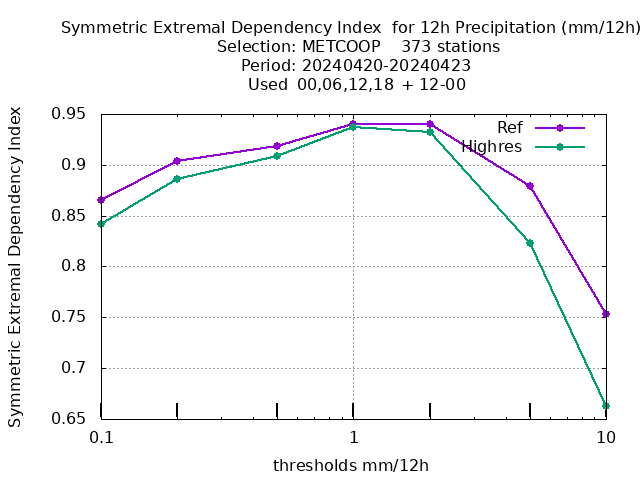 Symmetric Extremal Dependency Index  for 12h Precipitation (mm/12h)
Selection: METCOOP    373 stations
Period: 20240420-20240423
Used  00,06,12,18  + 12-00
Symmetric Extremal Dependency Index
0.95
0.9
0.85
0.8
0.75
0.7
0.65
Ref
Highres
0.1
1
10
thresholds mm/12h